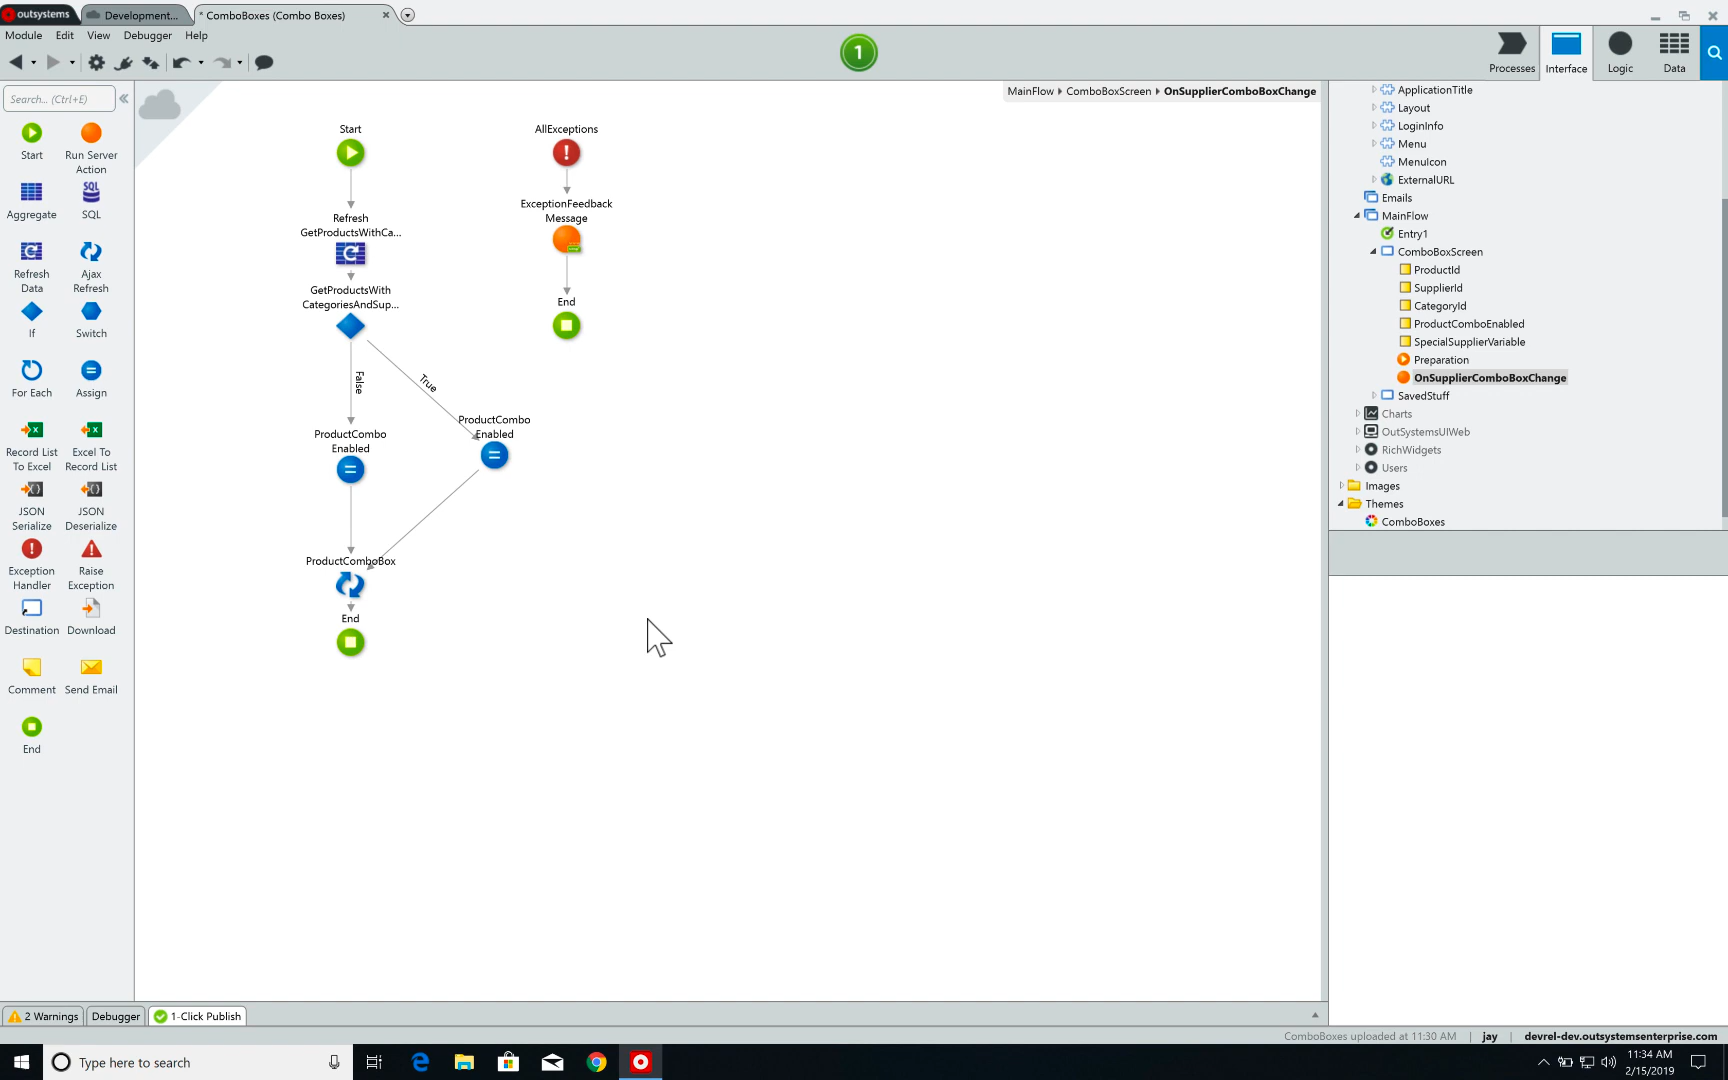 outsystems
Development...
* ComboBoxes (Combo Boxes)
Module Edit View Debugger Help
1
Processes Interface Logic Data
Search... (Ctrl+E)
Start
Run Server
Action
Aggregate
SQL
Refresh
Data
Ajax
Refresh
If
Switch
For Each
Assign
Record List
To Excel
Excel To
Record List
JSON
Serialize
JSON
Deserialize
Exception
Handler
Raise
Exception
Destination
Download
Comment
Send Email
End
MainFlow ComboBoxScreen OnSupplierComboBoxChange
Start
Refresh
GetProductsWithCa...
GetProductsWith
CategoriesAndSup...
False
True
ProductCombo
Enabled
ProductCombo
Enabled
ProductComboBox
End
AllExceptions
ExceptionFeedback
Message
End
ApplicationTitle
Layout
LoginInfo
Menu
MenuIcon
ExternalURL
Emails
MainFlow
Entry1
ComboBoxScreen
ProductId
SupplierId
CategoryId
ProductComboEnabled
SpecialSupplierVariable
Preparation
OnSupplierComboBoxChange
SavedStuff
Charts
OutSystemsUIWeb
RichWidgets
Users
Images
Themes
ComboBoxes
2 Warnings
Debugger
1-Click Publish
ComboBoxes uploaded at 11:30 AM
jay
devrel-dev.outsystemsenterprise.com
Type here to search
11:34 AM
2/15/2019